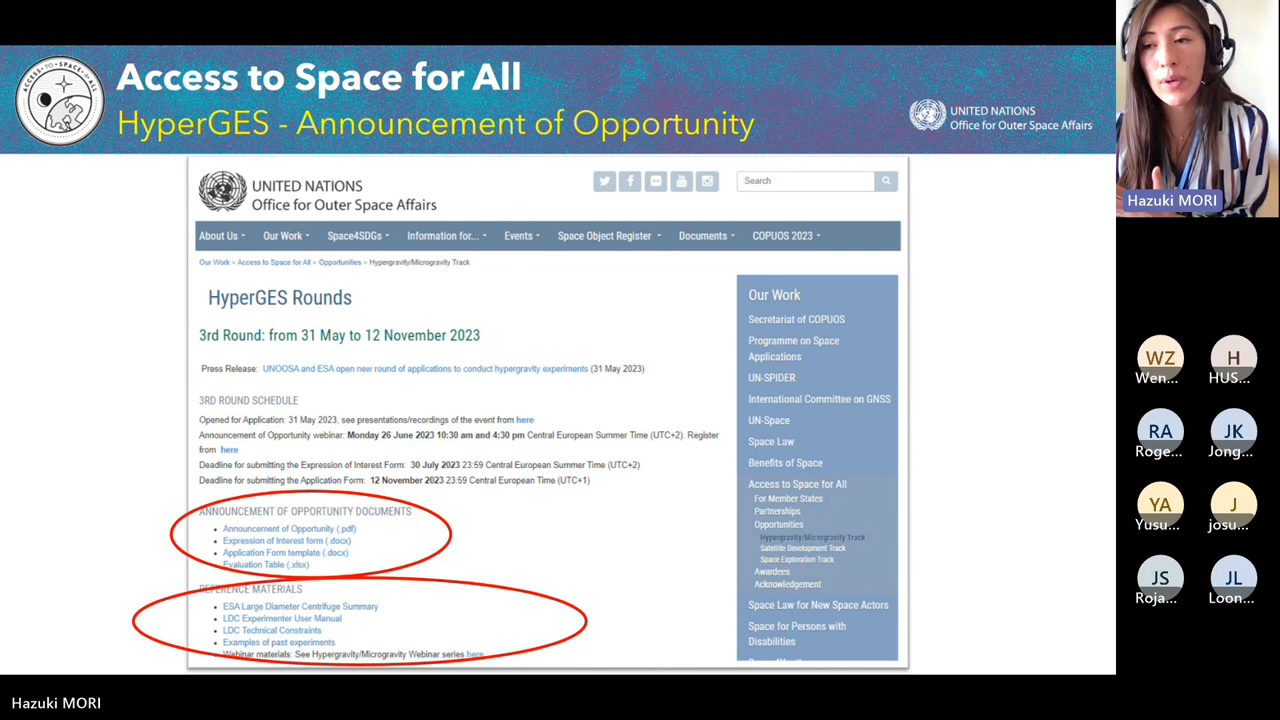 ACCESS • TO • SPACE • 4 • ALL
Access to Space for All
HyperGES - Announcement of Opportunity
UNITED NATIONS
Office for Outer Space Affairs
UNITED NATIONS
Office for Outer Space Affairs
Search
About Us
Our Work
Space4SDGs
Information for...
Events
Space Object Register
Documents
COPUOS 2023
Our Work > Access to Space for All > Opportunities > Hypergravity/Microgravity Track
HyperGES Rounds
3rd Round: from 31 May to 12 November 2023
Press Release: UNOOSA and ESA open new round of applications to conduct hypergravity experiments (31 May 2023)
3RD ROUND SCHEDULE
Opened for Application: 31 May 2023, see presentations/recordings of the event from here
Announcement of Opportunity webinar: Monday 26 June 2023 10:30 am and 4:30 pm Central European Summer Time (UTC+2). Register
from here
Deadline for submitting the Expression of Interest Form: 30 July 2023 23:59 Central European Summer Time (UTC+2)
Deadline for submitting the Application Form: 12 November 2023 23:59 Central European Time (UTC+1)
ANNOUNCEMENT OF OPPORTUNITY DOCUMENTS
Announcement of Opportunity (.pdf)
Expression of Interest form (.docx)
Application Form template (.docx)
Evaluation Table (.xlsx)
REFERENCE MATERIALS
ESA Large Diameter Centrifuge Summary
LDC Experimenter User Manual
LDC Technical Constraints
Examples of past experiments
Webinar materials: See Hypergravity/Microgravity Webinar series here
Our Work
Secretariat of COPUOS
Programme on Space
Applications
UN-SPIDER
International Committee on GNSS
UN-Space
Space Law
Benefits of Space
Access to Space for All
For Member States
Partnerships
Opportunities
Hypergravity/Microgravity Track
Satellite Development Track
Space Exploration Track
Awardees
Acknowledgement
Space Law for New Space Actors
Space for Persons with
Disabilities
Hazuki MORI
WZ
Wen...
H
HUS...
RA
Roge...
JK
Jong...
YA
Yusu...
J
josu...
JS
Roja...
JL
Loon...
Hazuki MORI